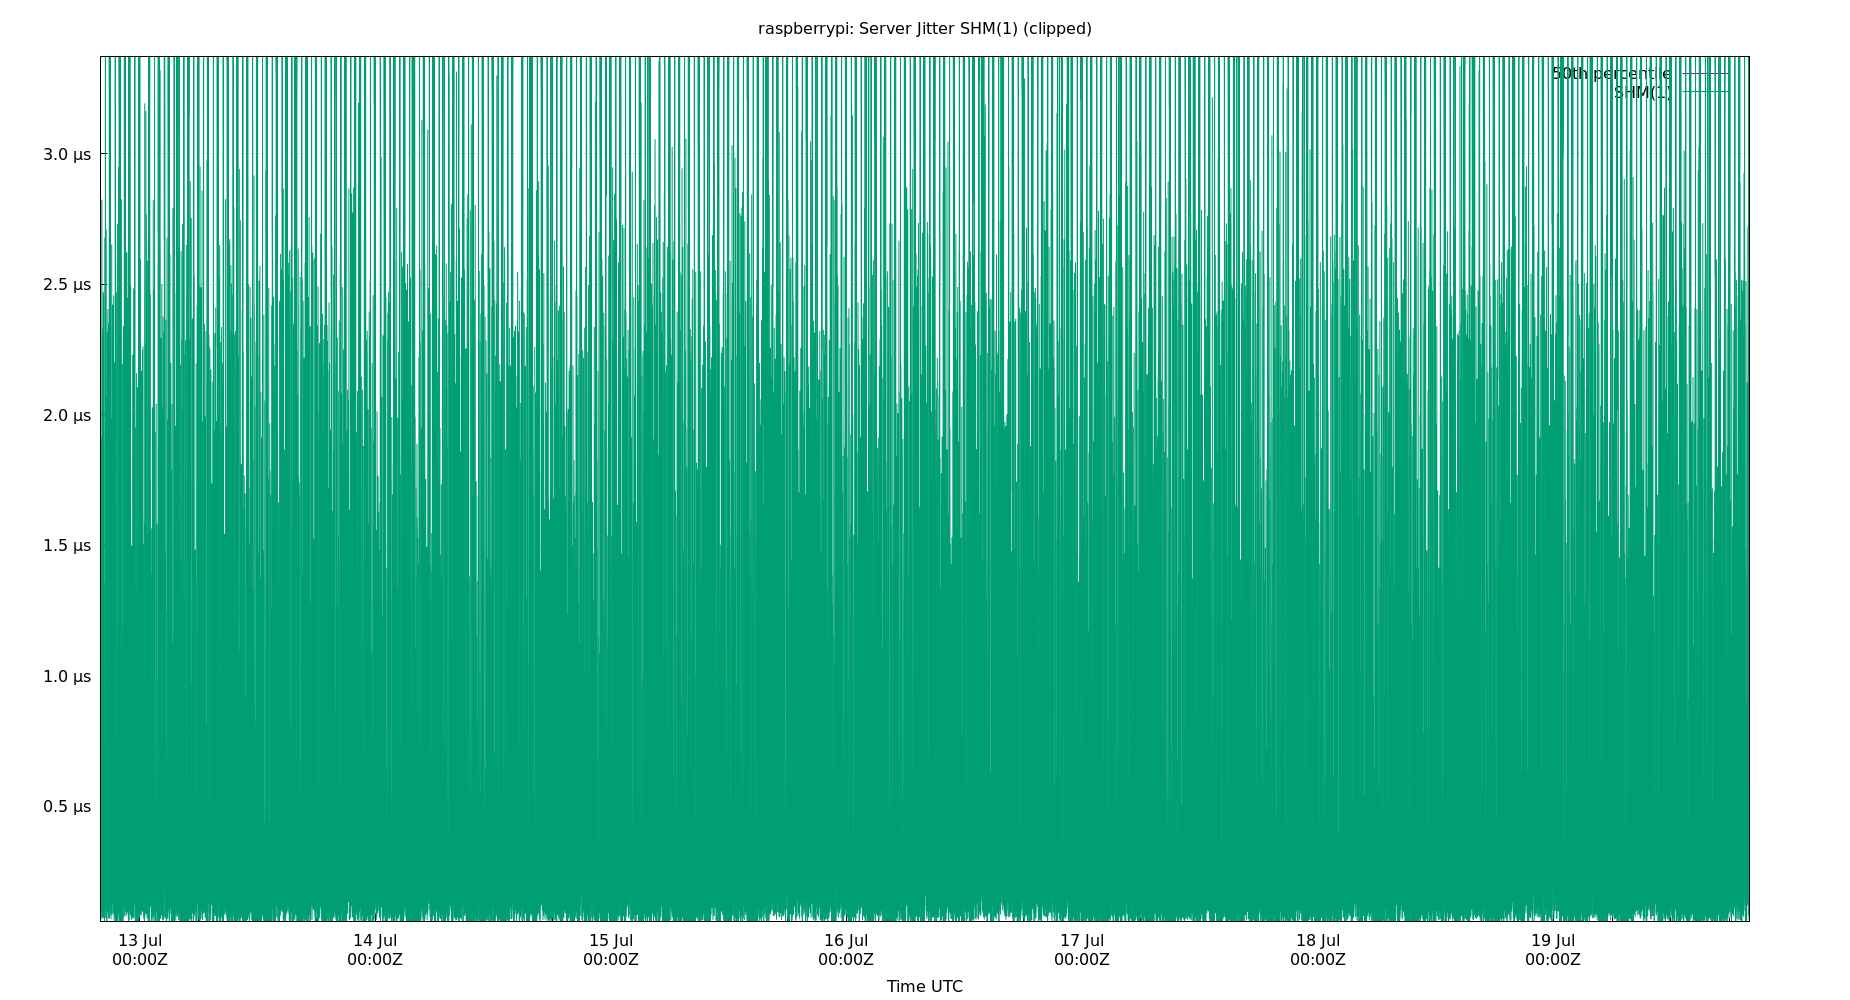 raspberrypi: Server Jitter SHM(1) (clipped)
50th percentile
SHM(1)
3.0 µs
2.5 µs
2.0 µs
1.5 µs
1.0 µs
0.5 µs
13 Jul 14 Jul 15 Jul 16 Jul 17 Jul 18 Jul 19 Jul
00:00Z 00:00Z 00:00Z 00:00Z 00:00Z 00:00Z 00:00Z
Time UTC